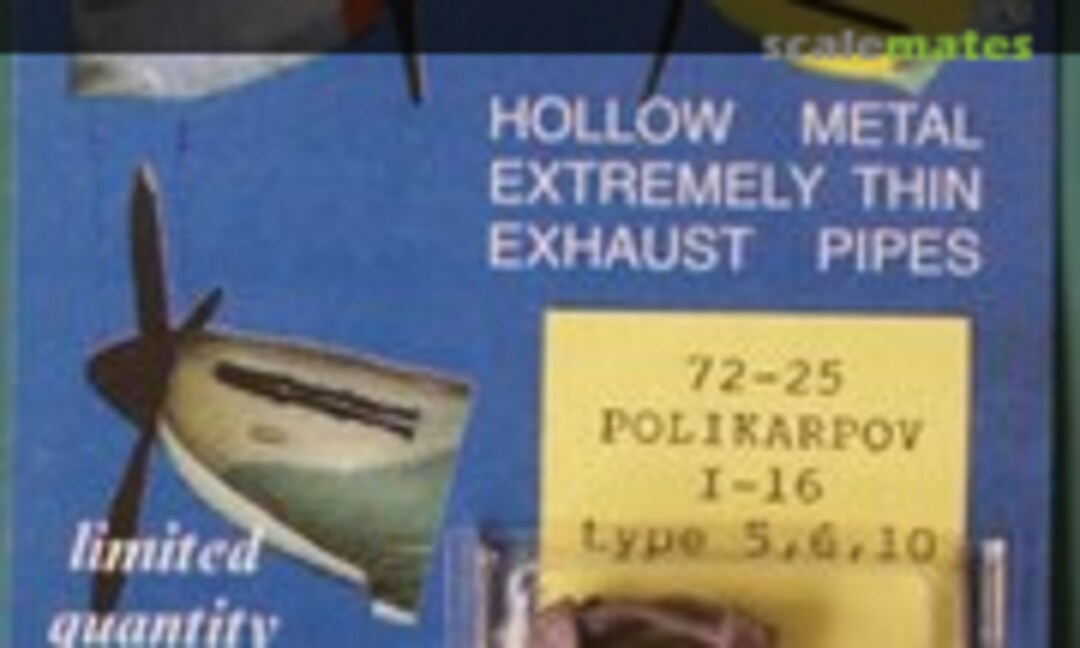 scalemates
HOLLOW METAL
EXTREMELY THIN
EXHAUST PIPES
72-25
POLIKARPOV
I-16
type 5,6,10
limited
quantity